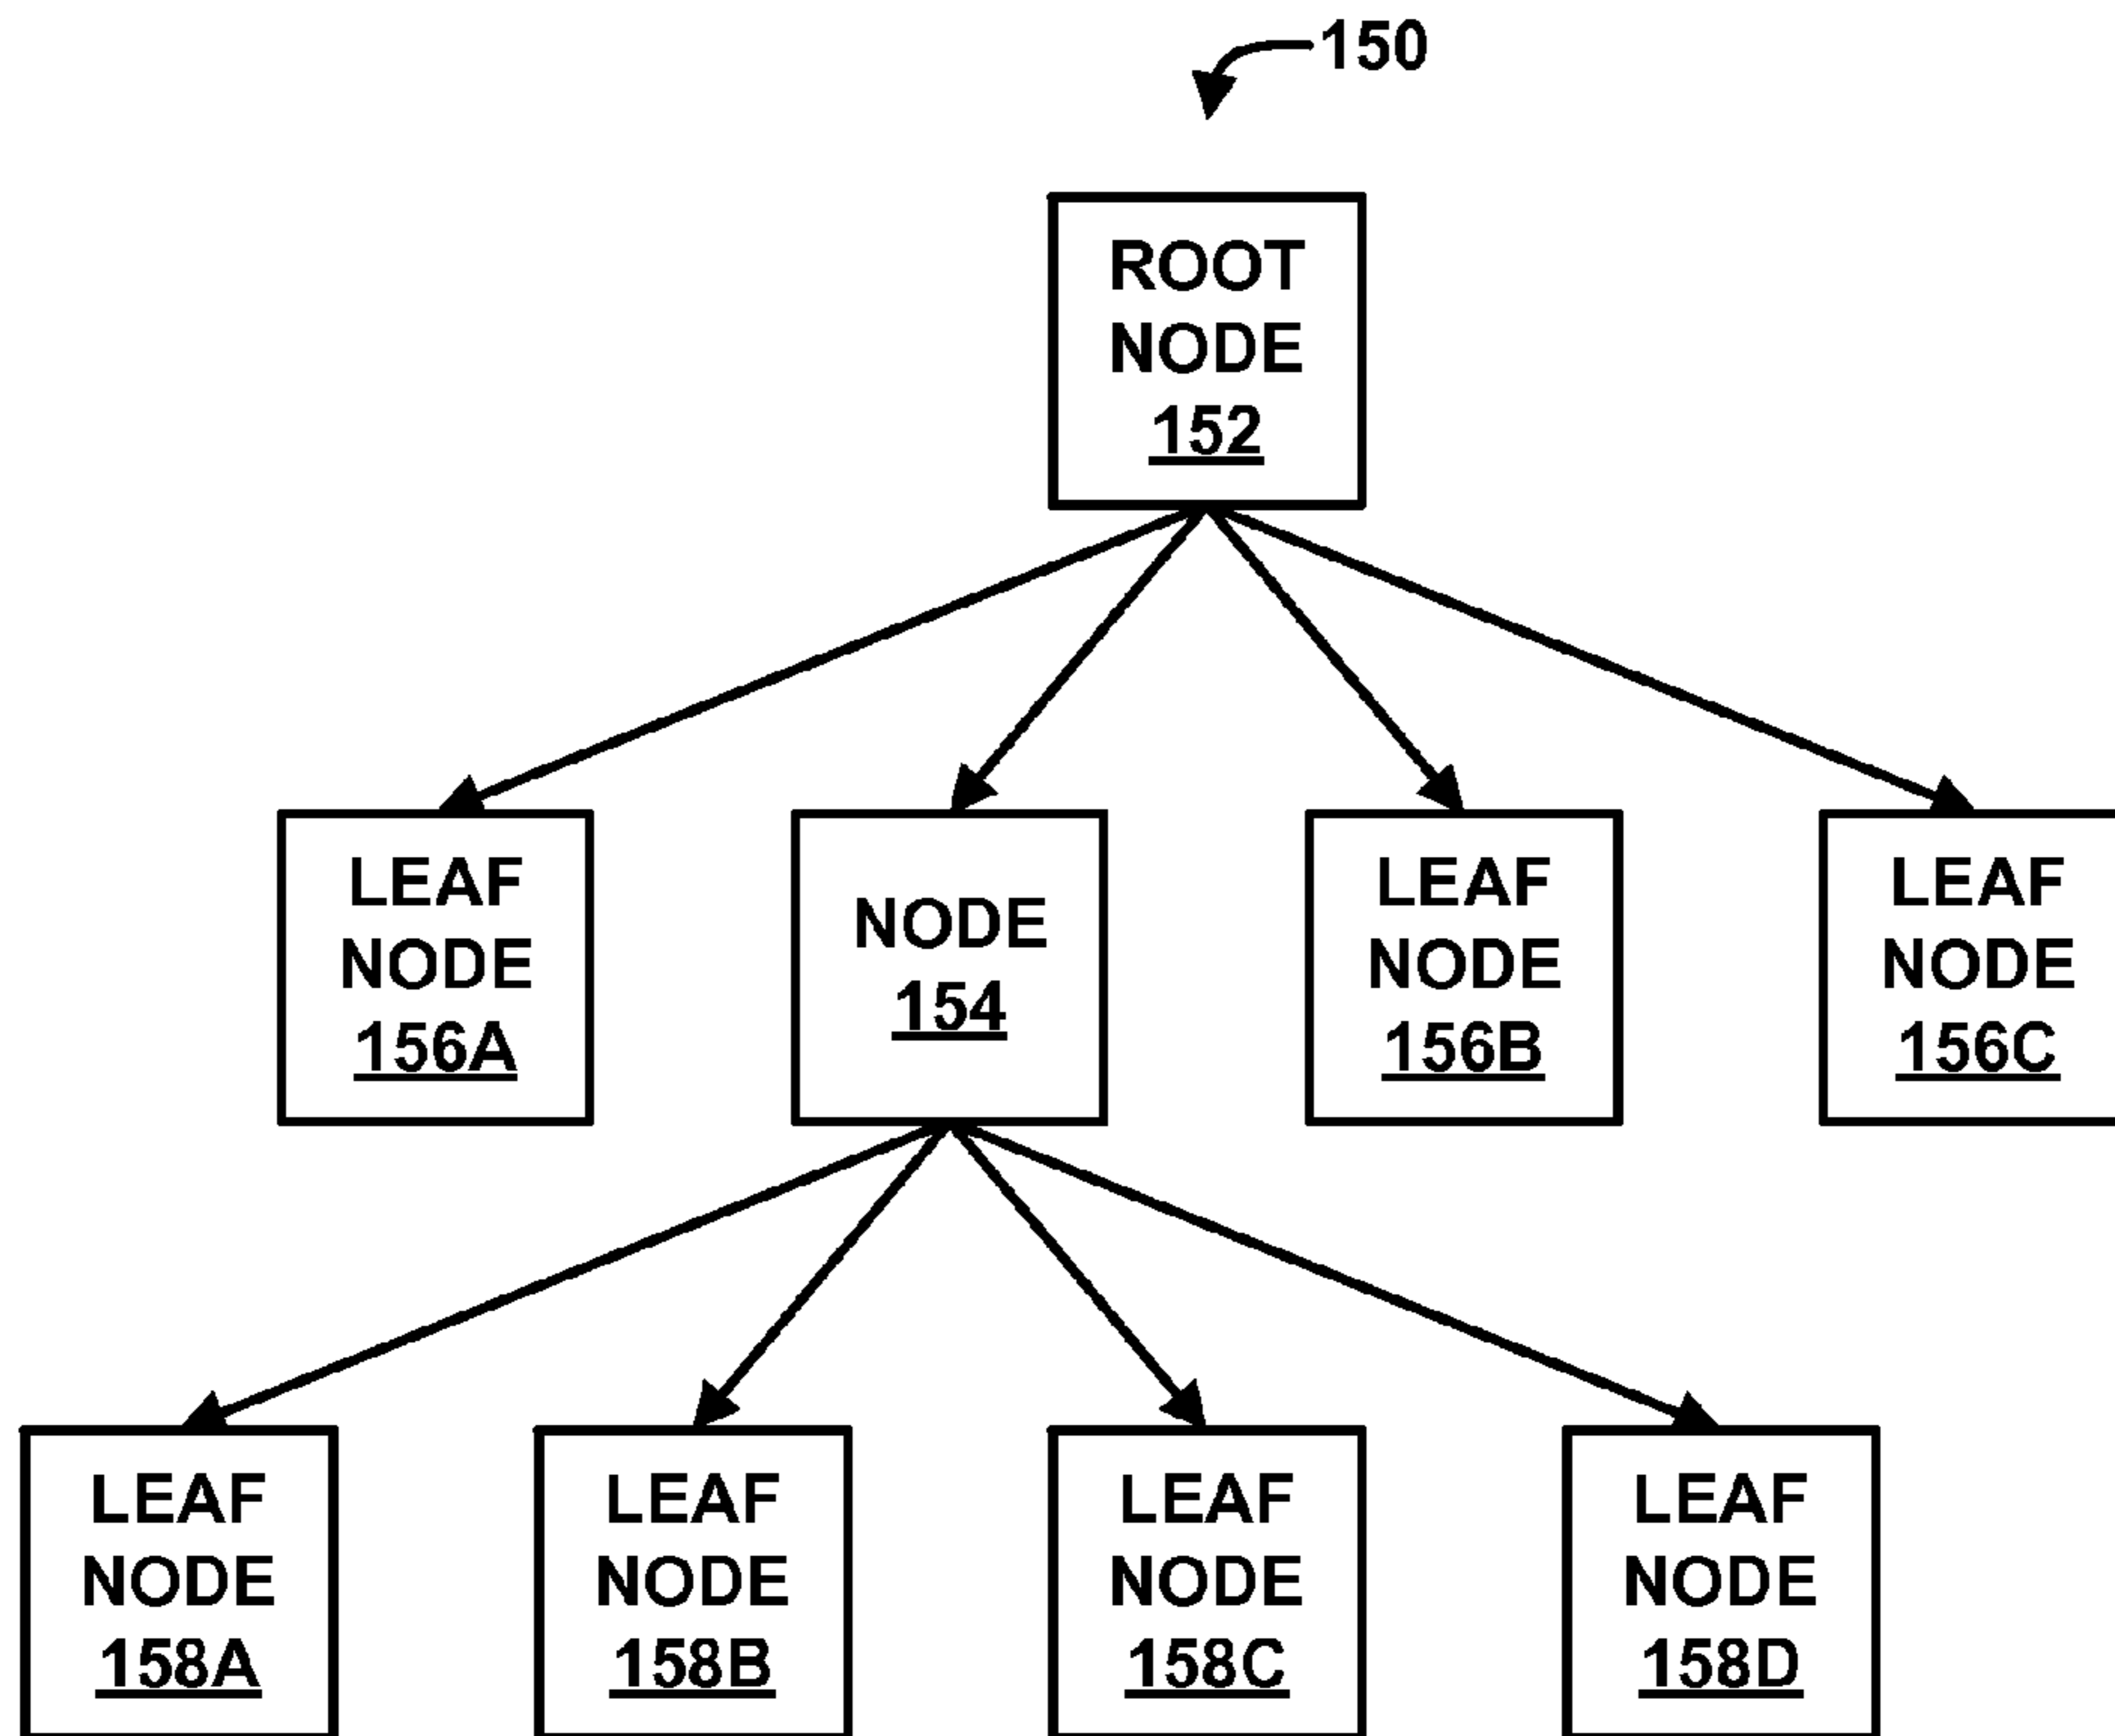 150
ROOT
NODE
152
LEAF
NODE
156A
NODE
154
LEAF
NODE
156B
LEAF
NODE
156C
LEAF
NODE
158A
LEAF
NODE
158B
LEAF
NODE
158C
LEAF
NODE
158D